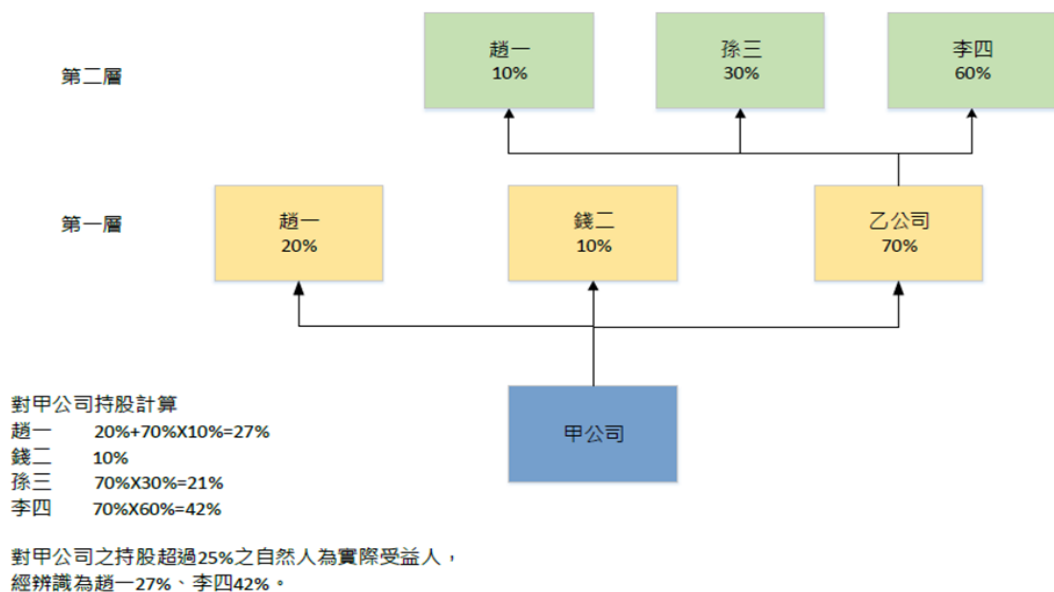 第二層
趙一
10%
孫三
30%
李四
60%
第一層
趙一
20%
錢二
10%
乙公司
70%
甲公司
對甲公司持股計算
趙一 20%+70%X10%=27%
錢二 10%
孫三 70%X30%=21%
李四 70%X60%=42%
對甲公司之持股超過25%之自然人為實際受益人，
經辨識為趙一27%、李四42%。